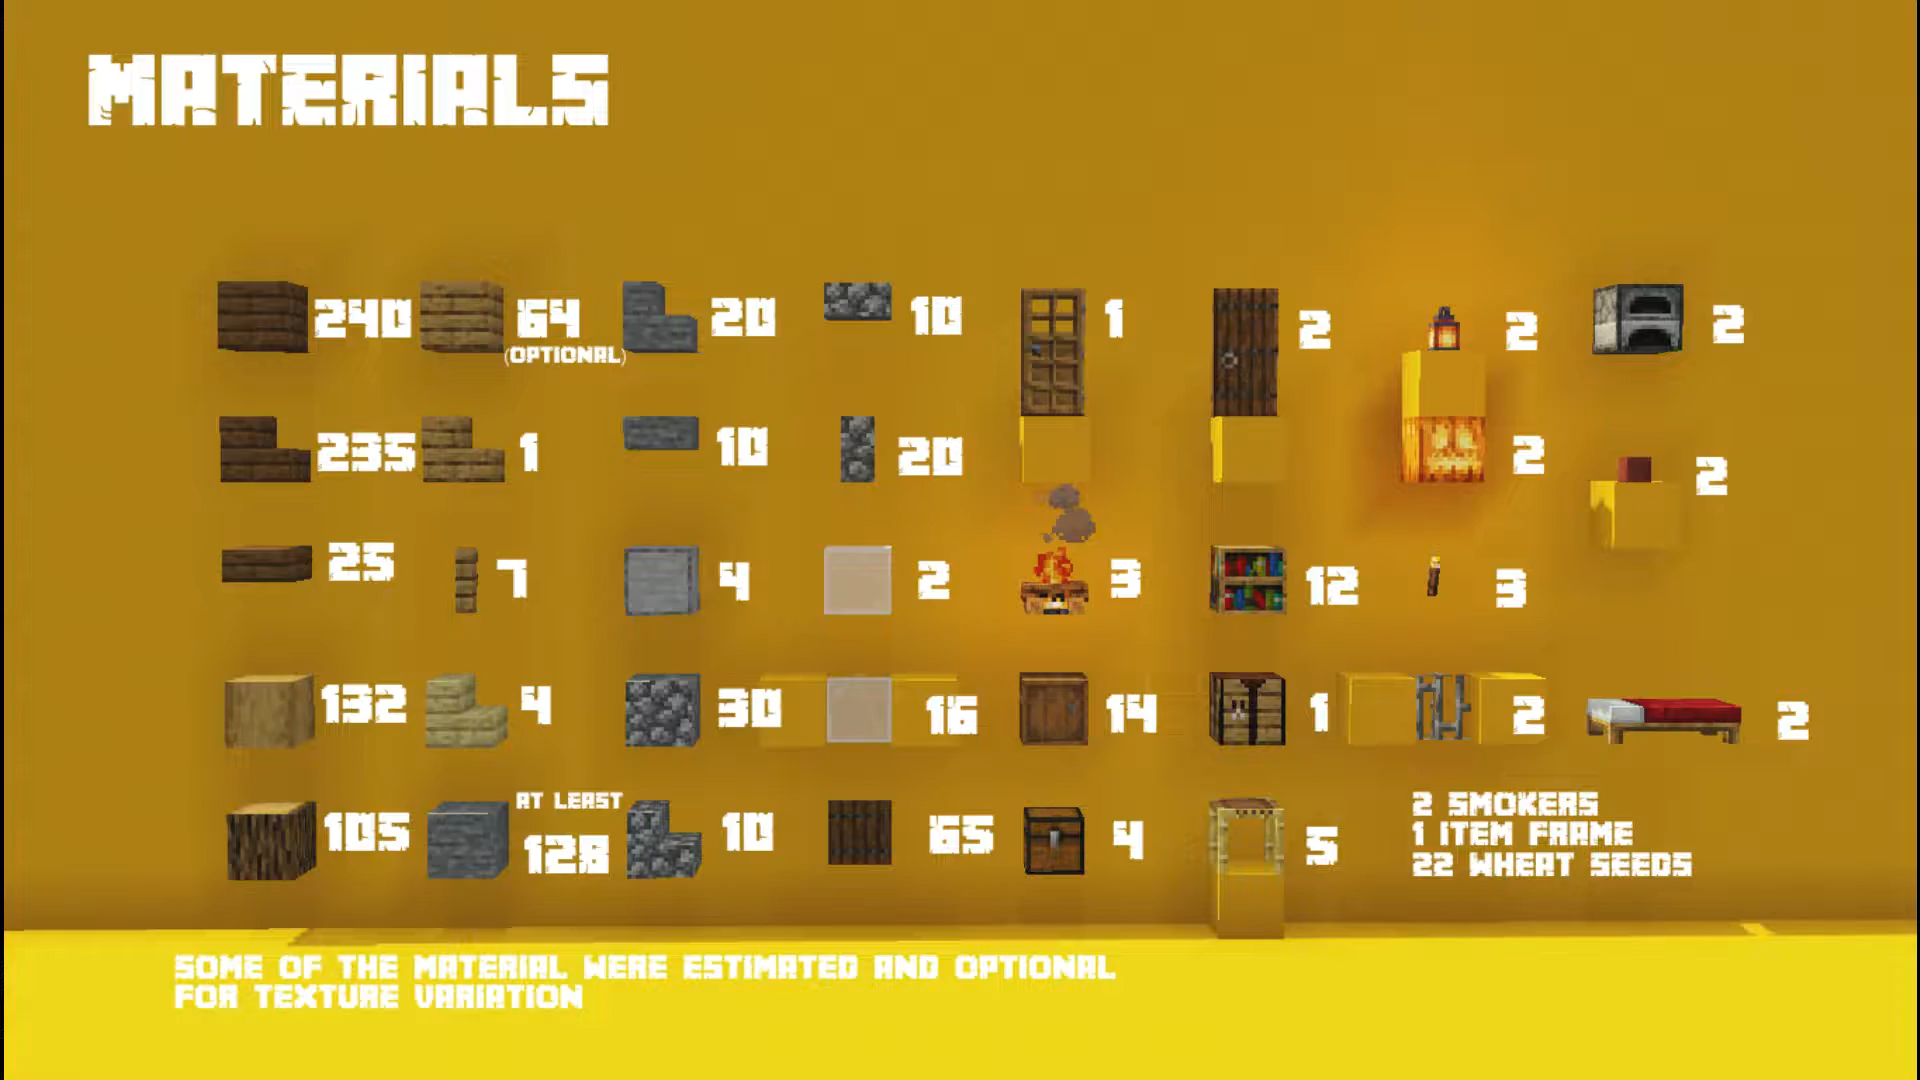 MATERIALS
240 64 20 10 1 2 2 2
(OPTIONAL)
235 1 10 20 2 2
25 7 4 2 3 12 3
132 4 30 16 14 1 2 2
AT LEAST
105 128 10 65 4 5
2 SMOKERS
1 ITEM FRAME
22 WHEAT SEEDS
SOME OF THE MATERIAL WERE ESTIMATED AND OPTIONAL
FOR TEXTURE VARIATION